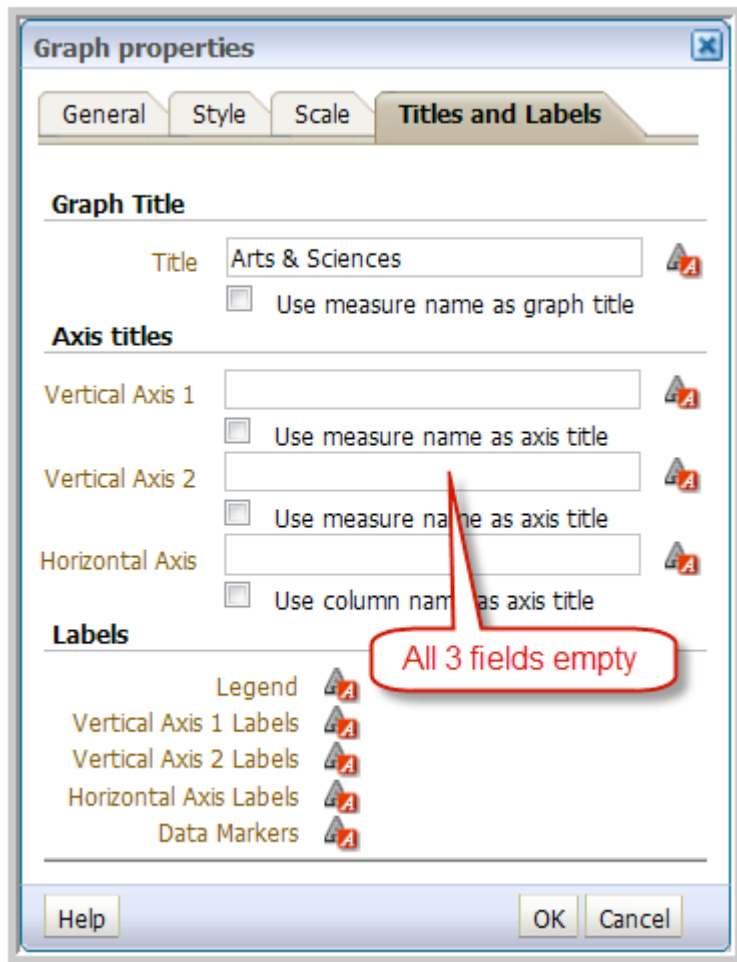 Graph properties
General Style Scale Titles and Labels
Graph Title
Title Arts & Sciences
Use measure name as graph title
Axis titles
Vertical Axis 1
Use measure name as axis title
Vertical Axis 2
Use measure name as axis title
Horizontal Axis
Use column name as axis title
Labels
All 3 fields empty
Legend
Vertical Axis 1 Labels
Vertical Axis 2 Labels
Horizontal Axis Labels
Data Markers
Help OK Cancel